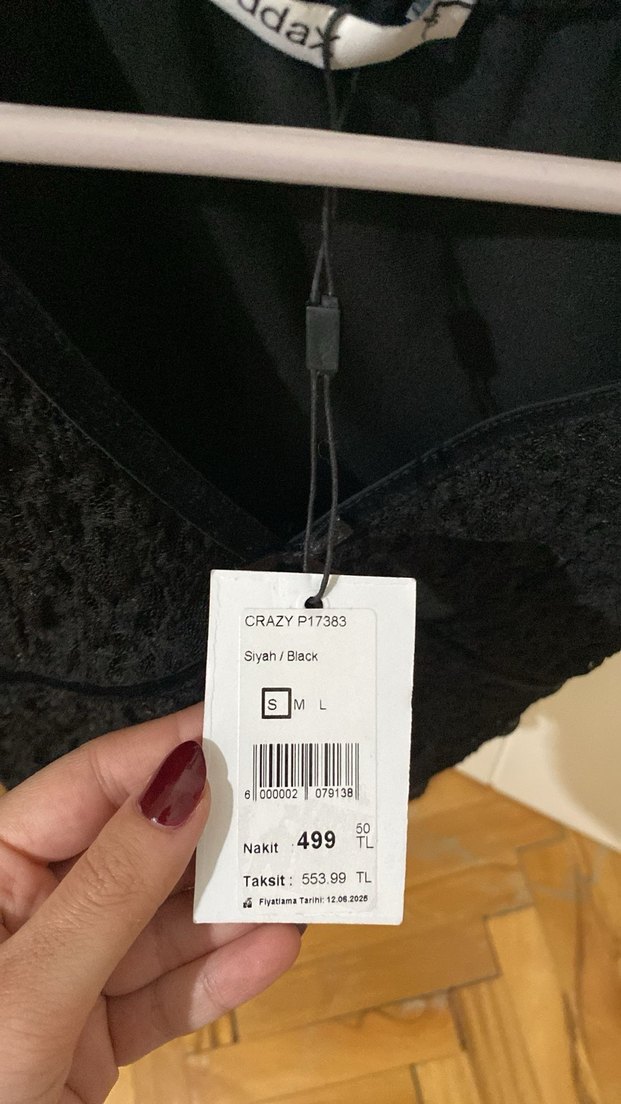 ddax
CRAZY P17383
Siyah / Black
S M L
6 000002 079138
Nakit : 499 50 TL
Taksit : 553.99 TL
Fiyatlama Tarihi: 12.06.2025